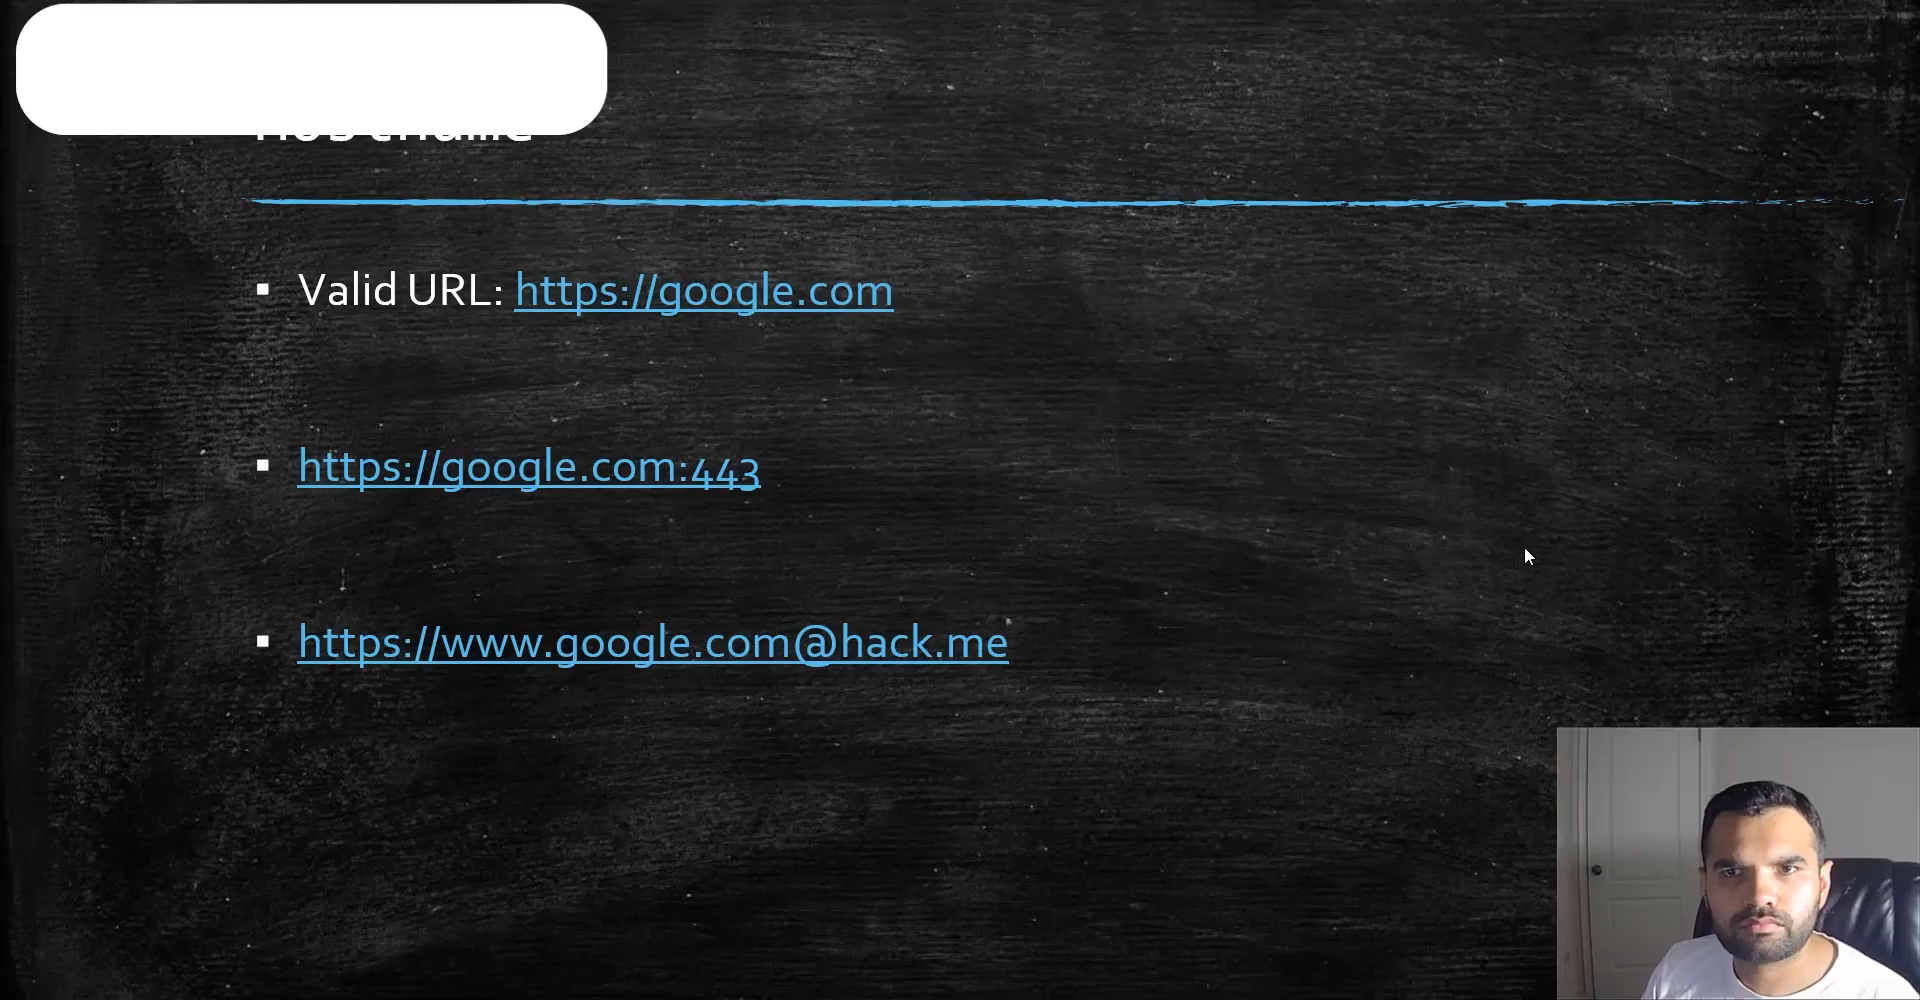 Valid URL: https://google.com
https://google.com:443
https://www.google.com@hack.me